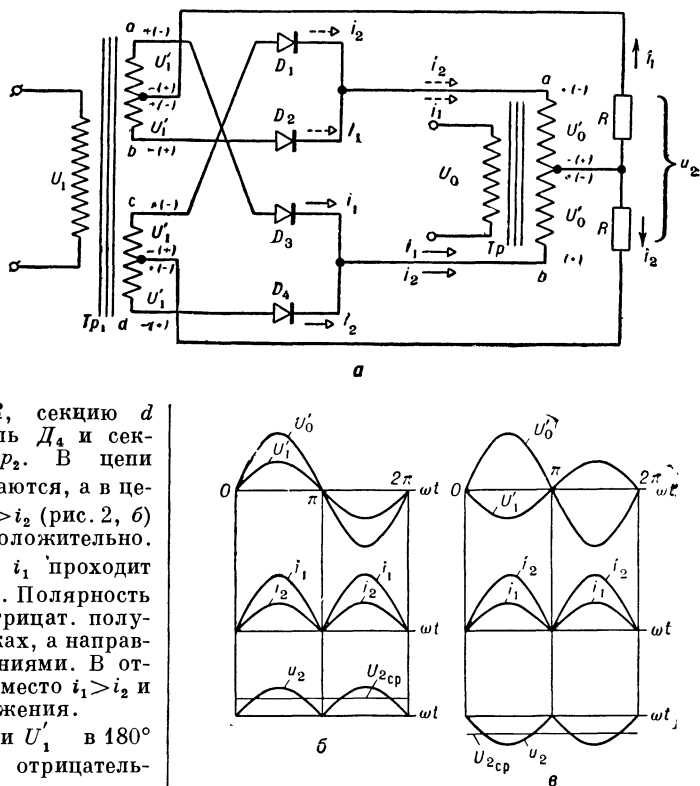 a +(-) D₁ i₂ i₁
U'₁ -(+) +(-) i₂ a +(-) R
U₁ U'₁ D₂ i₁ i₁ U'₀ -(+) +(-) u₂
b -(+) U₀
c +(-) i₁ U'₀ R
U'₁ -(+) +(-) D₃ i₁ Tp i₂
U'₁ D₄ i₂ b (+)
Tp₁ d -(+) i₂
а
, секцию d
ль Д₄ и сек-
р₂. В цепи
аются, а в це-
>i₂ (рис. 2, б)
оложительно.
i₁ проходит
. Полярность
трицат. полу-
ках, а направ-
ниями. В от-
место i₁>i₂ и
жения.
и U'₁ в 180°
отрицатель-
U'₀ U'₀
U'₁ 2π π 2π
0 π ωt 0 U'₁ ωt
i₁ i₁ i₂ i₂
i₂ i₂ ωt i₁ i₁ ωt
u₂ U₂ср
ωt ωt
б U₂ср u₂
в